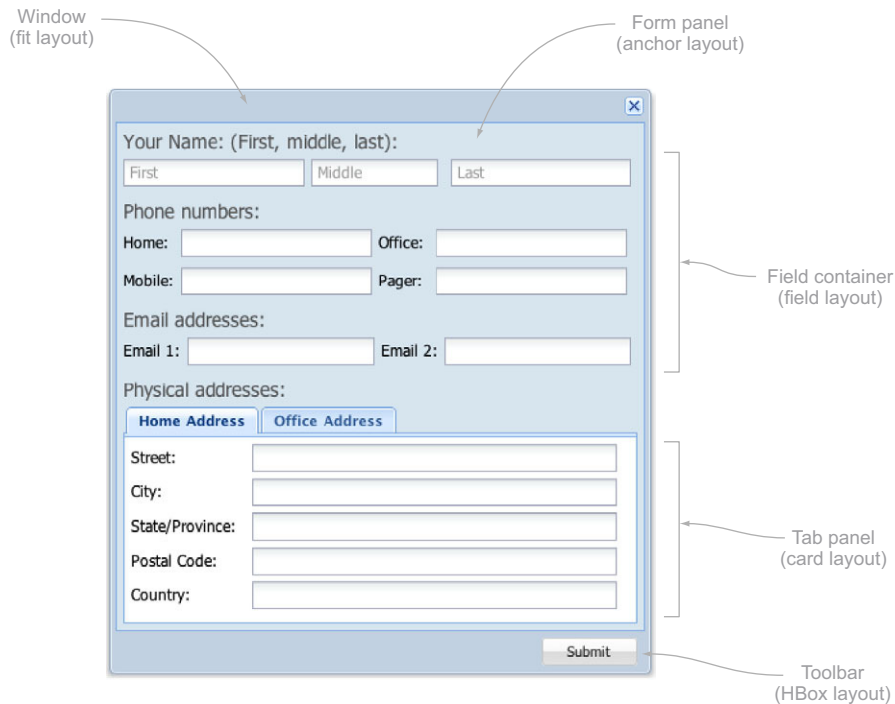 Window
(fit layout)
Form panel
(anchor layout)
Your Name: (First, middle, last):
First Middle Last
Phone numbers:
Home: Office:
Mobile: Pager:
Field container
(field layout)
Email addresses:
Email 1: Email 2:
Physical addresses:
Home Address Office Address
Street:
City:
State/Province:
Postal Code:
Country:
Tab panel
(card layout)
Submit
Toolbar
(HBox layout)